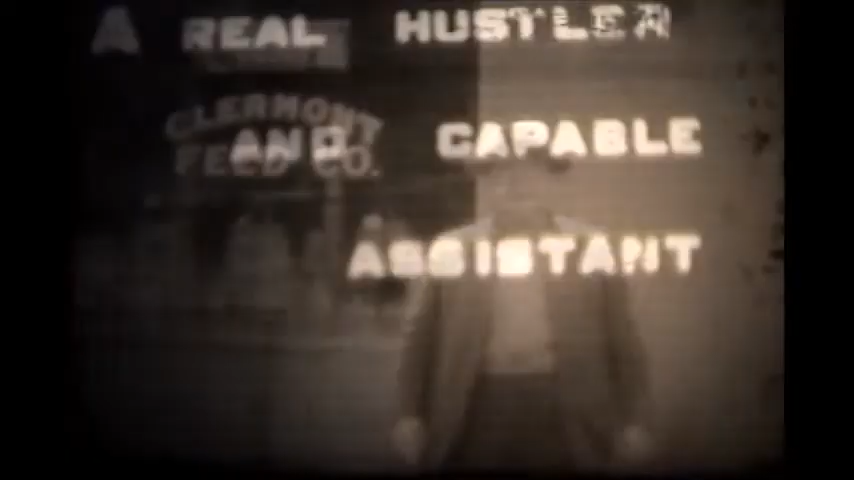 A REAL HUSTLER
CLERMONT
FEED CO.
AND CAPABLE
ASSISTANT